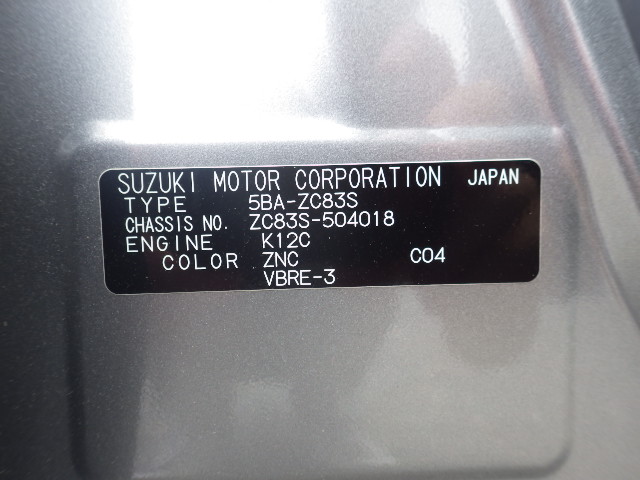 SUZUKI MOTOR CORPORATION JAPAN
TYPE 5BA-ZC83S
CHASSIS NO. ZC83S-504018
ENGINE K12C
COLOR ZNC C04
VBRE-3